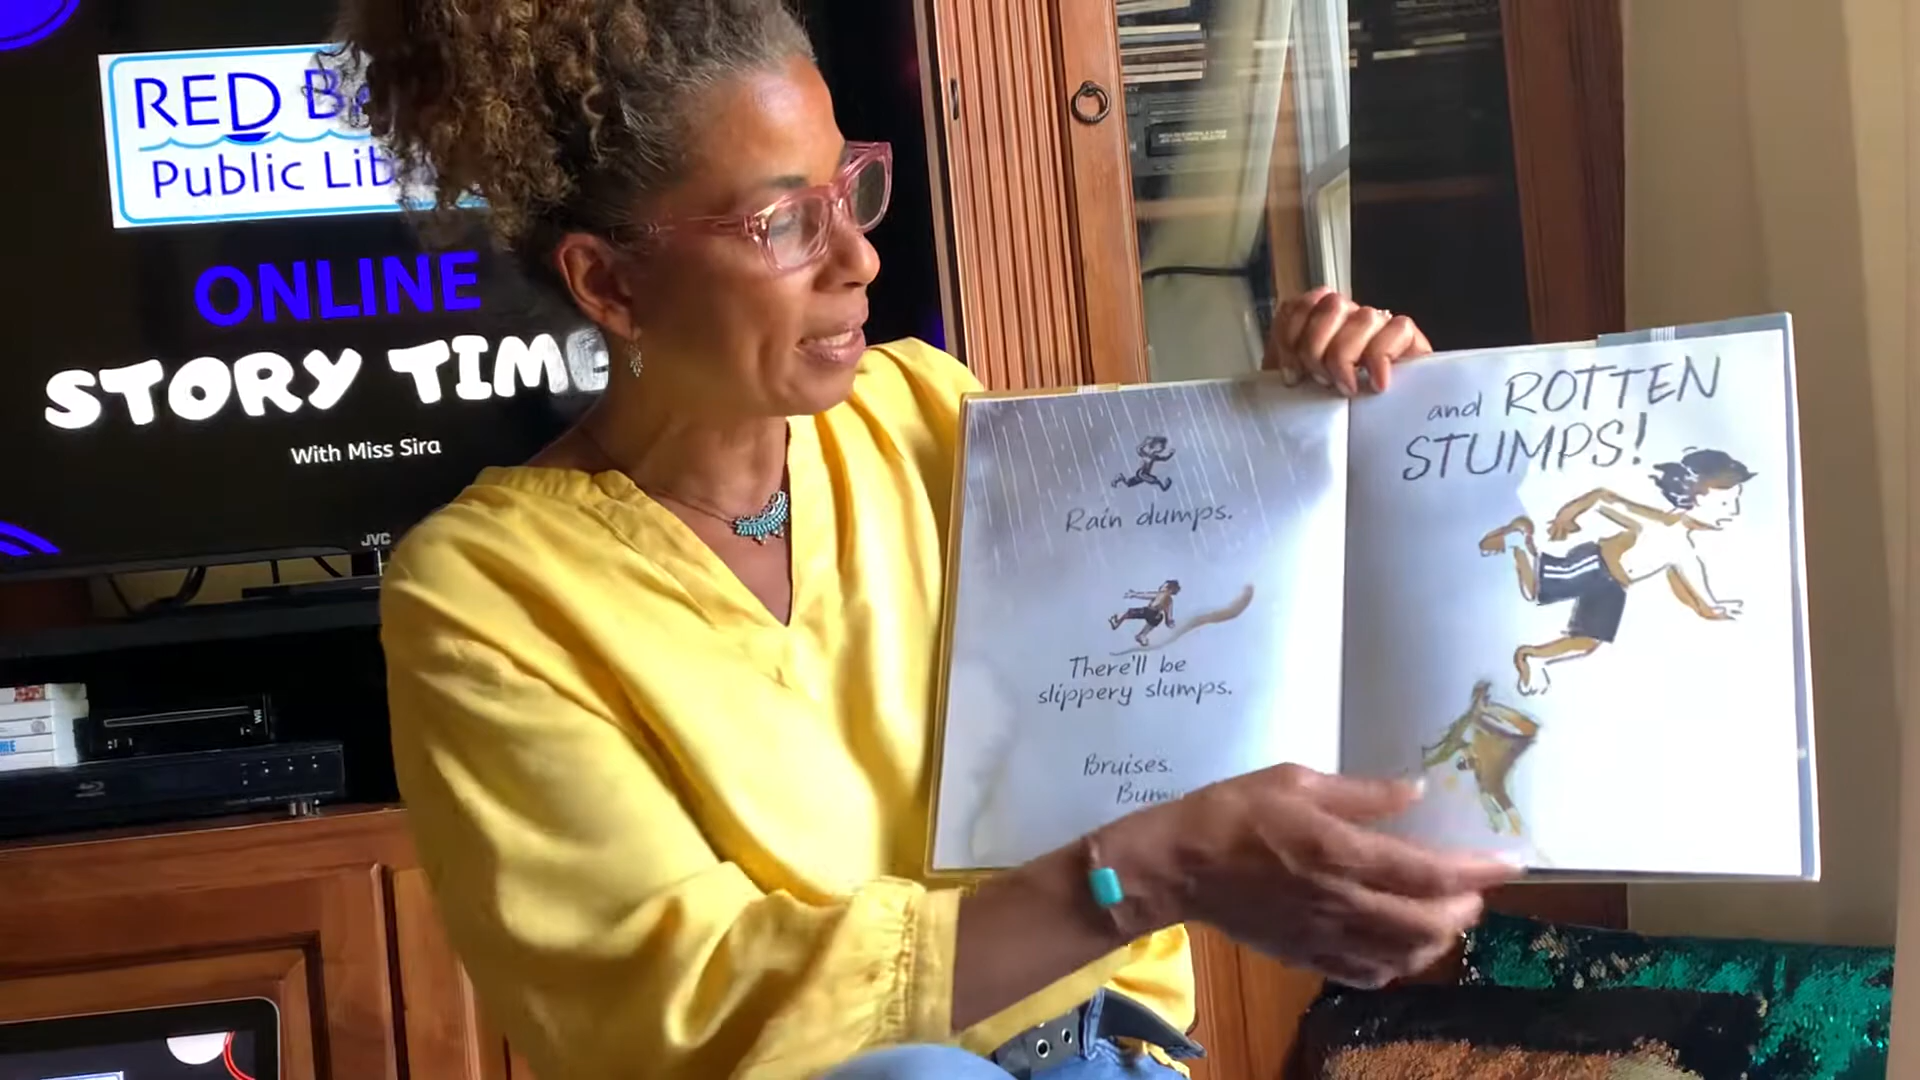 RED
Public
ONLINE
STORY TIME
With Miss Sira
JVC
Rain dumps.
There'll be
slippery slumps.
Bruises.
and ROTTEN
STUMPS!
Wii